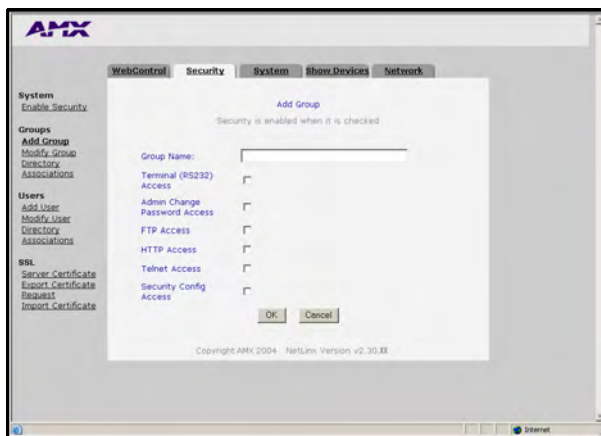 AMX
WebControl Security System Show Devices Network
System
Enable Security
Groups
Add Group
Modify Group
Directory
Associations
Users
Add User
Modify User
Directory
Associations
SSL
Server Certificate
Export Certificate
Request
Import Certificate
Add Group
Security is enabled when it is checked
Group Name:
Terminal (RS232)
Access
Admin Change
Password Access
FTP Access
HTTP Access
Telnet Access
Security Config
Access
OK Cancel
Copyright AMX 2004 NetLinx Version v2.30.XX
Internet